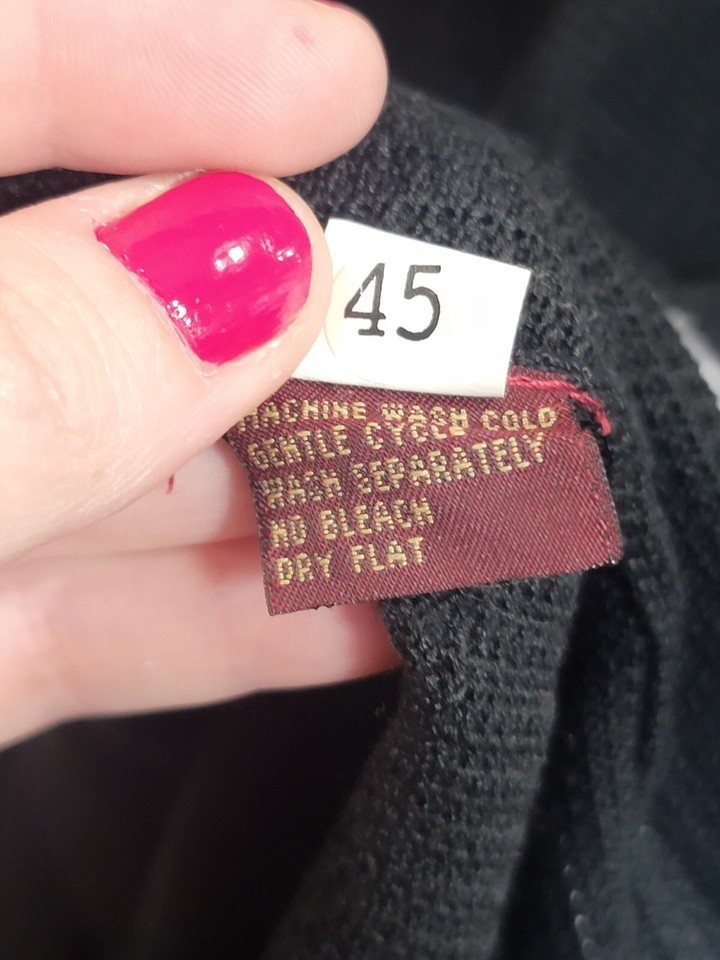 45
MACHINE WASH COLD
GENTLE CYCLE
WASH SEPARATELY
NO BLEACH
DRY FLAT